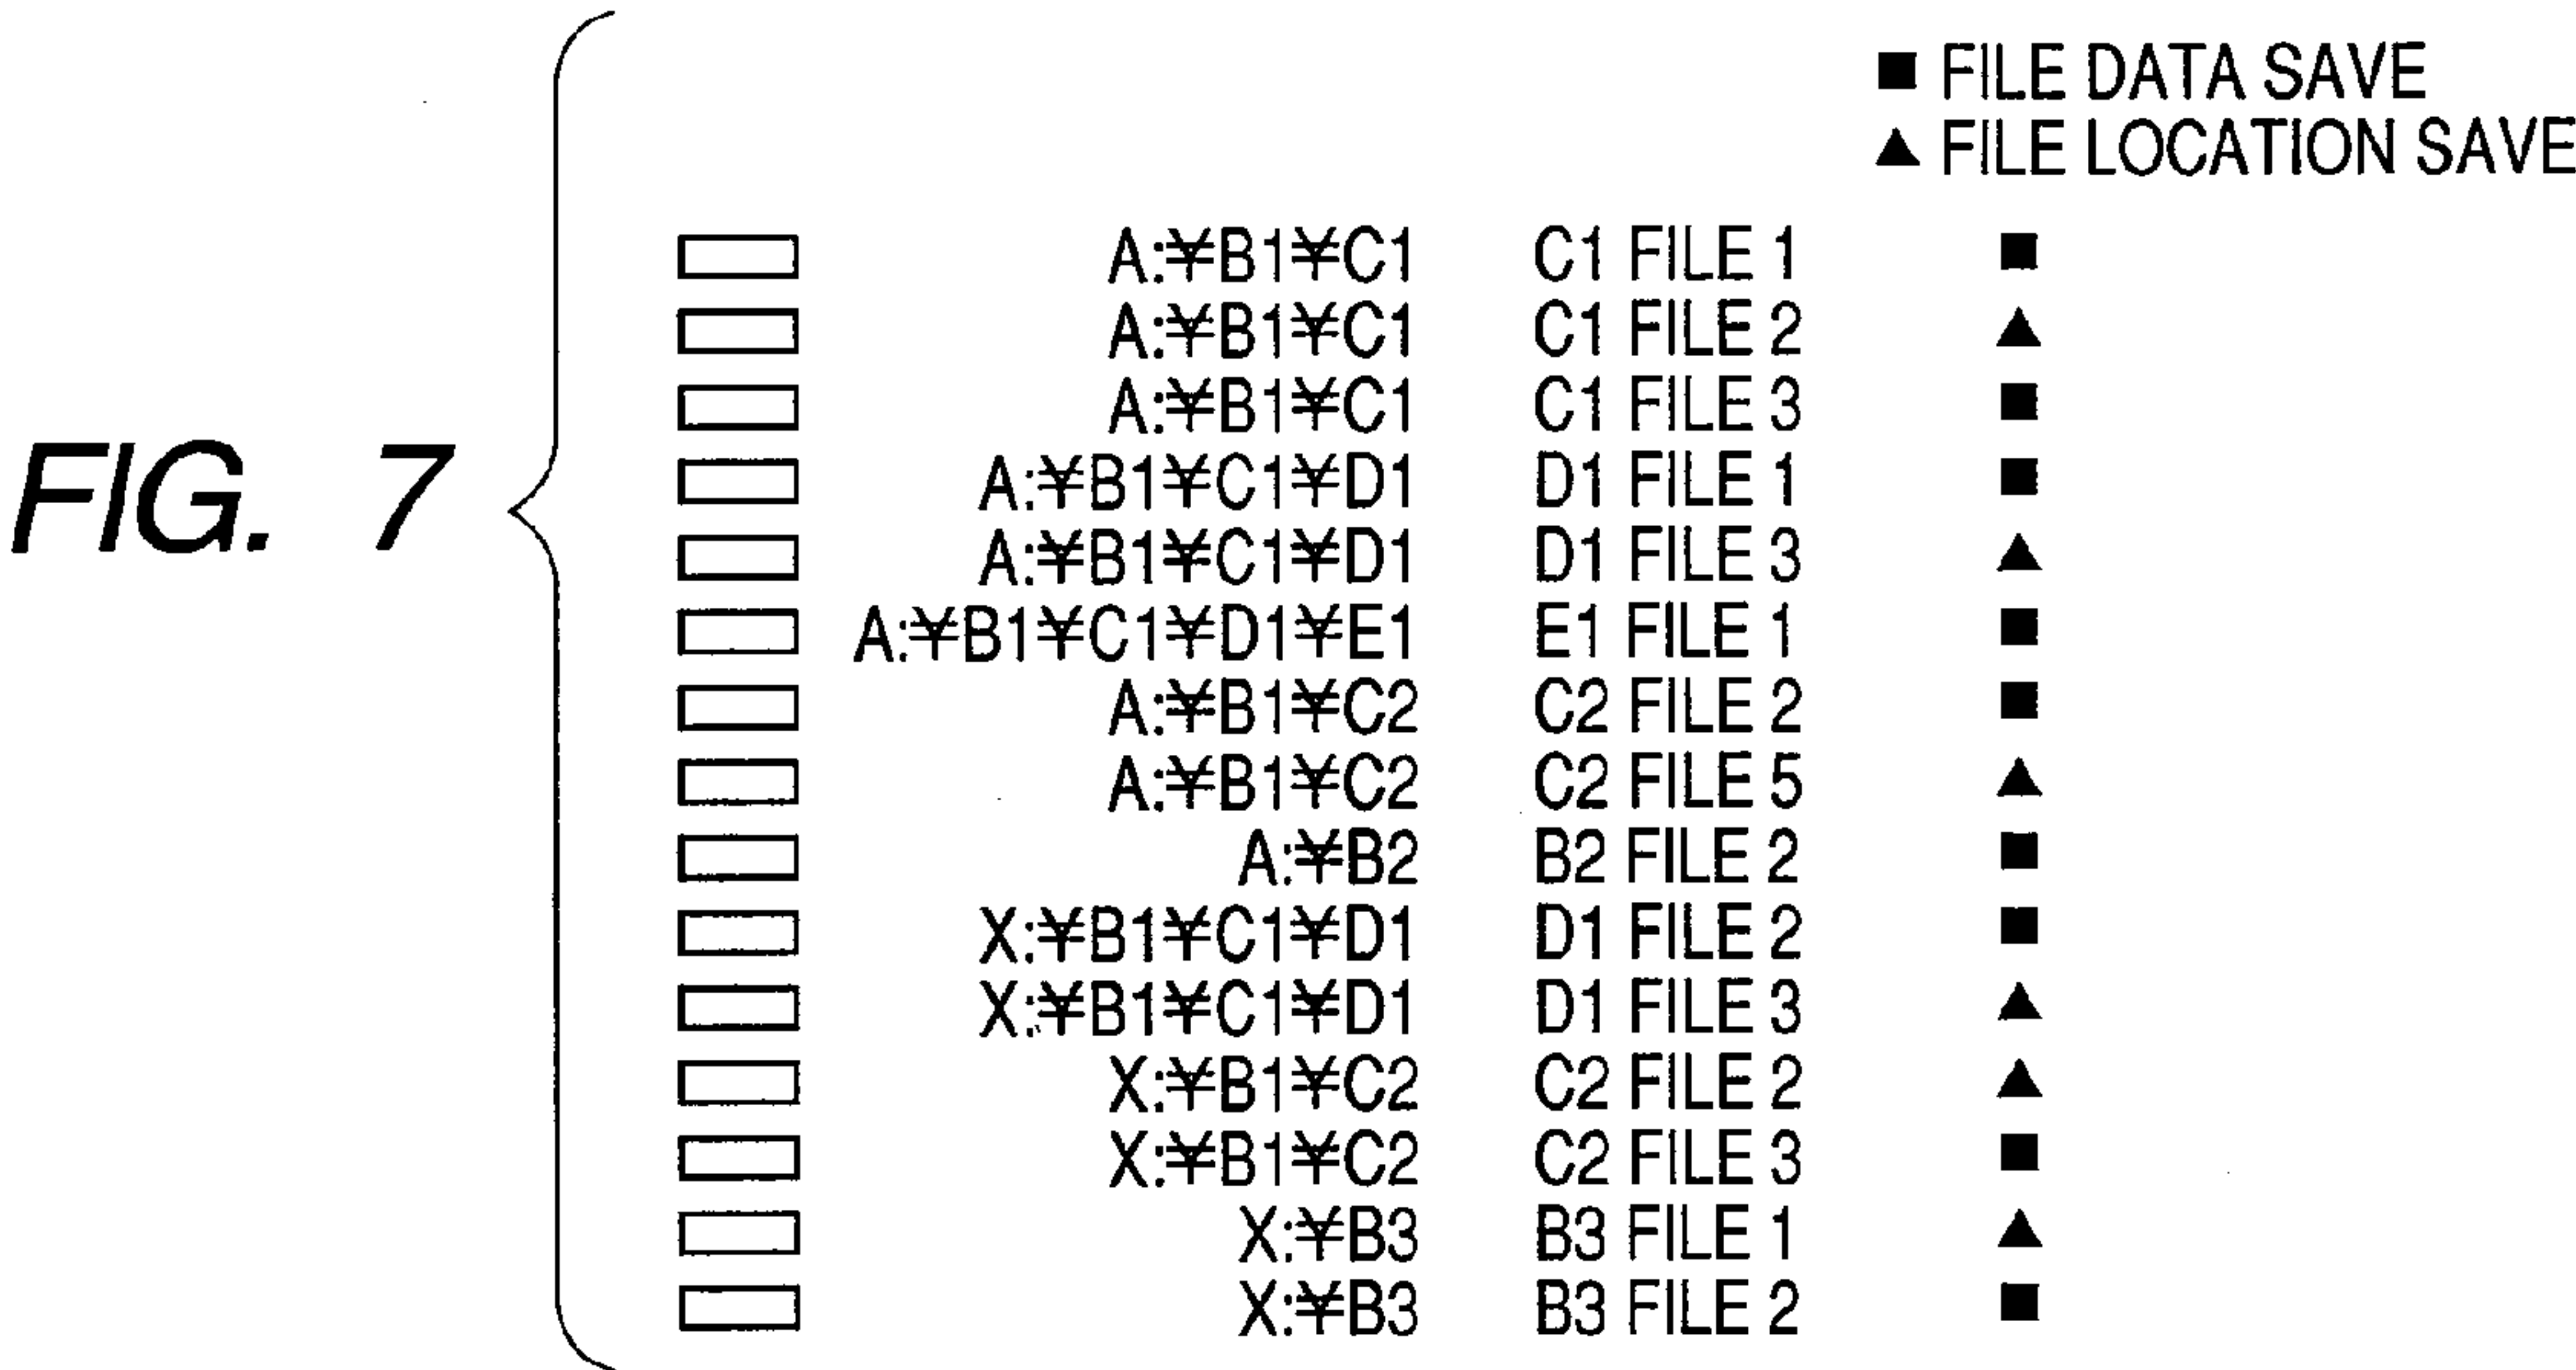 ■ FILE DATA SAVE
▲ FILE LOCATION SAVE
FIG. 7
A:¥B1¥C1 C1 FILE 1 ■
A:¥B1¥C1 C1 FILE 2 ▲
A:¥B1¥C1 C1 FILE 3 ■
A:¥B1¥C1¥D1 D1 FILE 1 ■
A:¥B1¥C1¥D1 D1 FILE 3 ▲
A:¥B1¥C1¥D1¥E1 E1 FILE 1 ■
A:¥B1¥C2 C2 FILE 2 ■
A:¥B1¥C2 C2 FILE 5 ▲
A:¥B2 B2 FILE 2 ■
X:¥B1¥C1¥D1 D1 FILE 2 ■
X:¥B1¥C1¥D1 D1 FILE 3 ▲
X:¥B1¥C2 C2 FILE 2 ▲
X:¥B1¥C2 C2 FILE 3 ■
X:¥B3 B3 FILE 1 ▲
X:¥B3 B3 FILE 2 ■